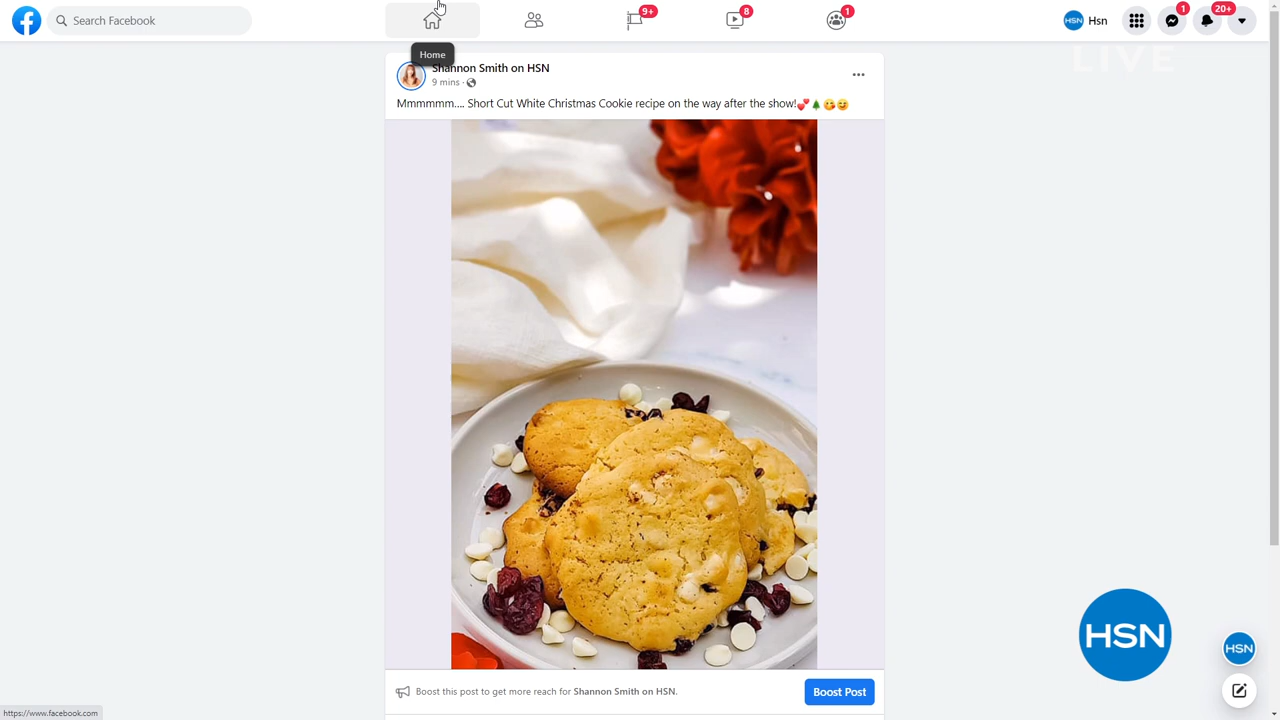 Search Facebook
9+
8
1
HSN
Hsn
1
20+
Home
LIVE
Shannon Smith on HSN
9 mins ·
Mmmmmm.... Short Cut White Christmas Cookie recipe on the way after the show!💕🌲😋😏
Boost this post to get more reach for Shannon Smith on HSN.
Boost Post
HSN
HSN
https://www.facebook.com